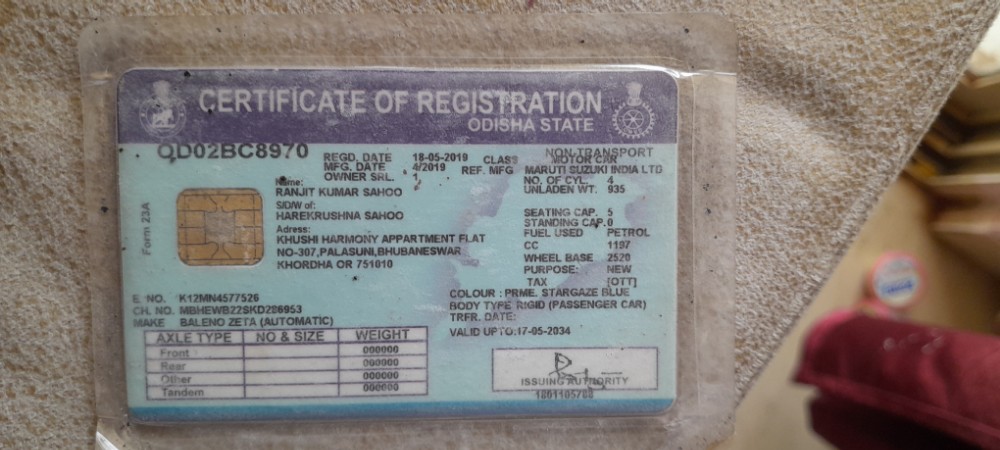 CERTIFICATE OF REGISTRATION
ODISHA STATE
OD02BC8970
REGD. DATE 18-05-2019 CLASS NON-TRANSPORT
MOTOR CAR
MFG. DATE 4/2019 REF. MFG MARUTI SUZUKI INDIA LTD
OWNER SRL. 1
NO. OF CYL. 4
UNLADEN WT. 935
Name:
RANJIT KUMAR SAHOO
S/D/W of:
HAREKRUSHNA SAHOO
Adress:
KHUSHI HARMONY APPARTMENT FLAT
NO-307,PALASUNI,BHUBANESWAR
KHORDHA OR 751010
Form 23A
SEATING CAP. 5
STANDING CAP.0
FUEL USED PETROL
CC 1197
WHEEL BASE 2520
PURPOSE: NEW
TAX [OTT]
E. NO. K12MN4577526
CH. NO. MBHEWB22SKD286953
MAKE BALENO ZETA (AUTOMATIC)
COLOUR : PRME. STARGAZE BLUE
BODY TYPE RIGID (PASSENGER CAR)
TRFR. DATE:
VALID UPTO:17-05-2034
AXLE TYPE NO & SIZE WEIGHT
Front 000000
Rear 000000
Other 000000
Tandem 000000
ISSUING AUTHORITY